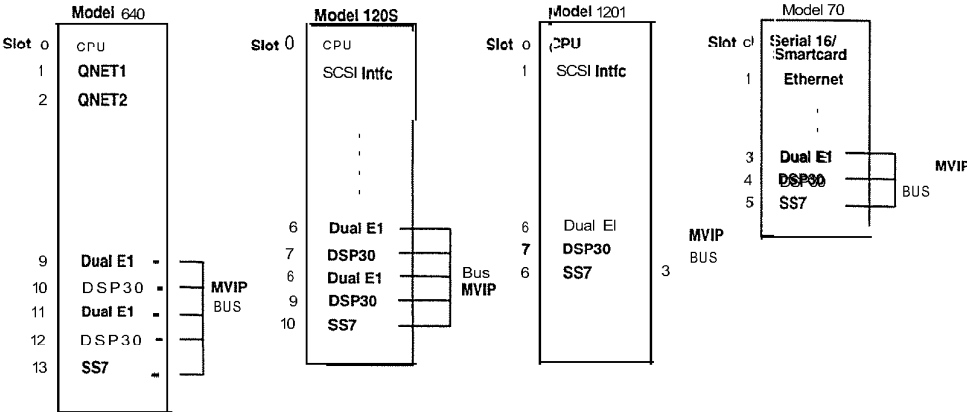 Model 640
Slot o CPU
1 QNET1
2 QNET2
9 Dual E1
10 DSP30
11 Dual E1
12 DSP30
13 SS7
MVIP
BUS
Model 120S
Slot 0 CPU
SCSI Intfc
6 Dual E1
7 DSP30
6 Dual E1
9 DSP30
10 SS7
Bus
MVIP
Model 1201
Slot o CPU
1 SCSI Intfc
6 Dual El
7 DSP30
6 SS7 3
MVIP
BUS
Model 70
Slot c Serial 16/
Smartcard
1 Ethernet
3 Dual E1
4 DSP30
5 SS7
MVIP
BUS